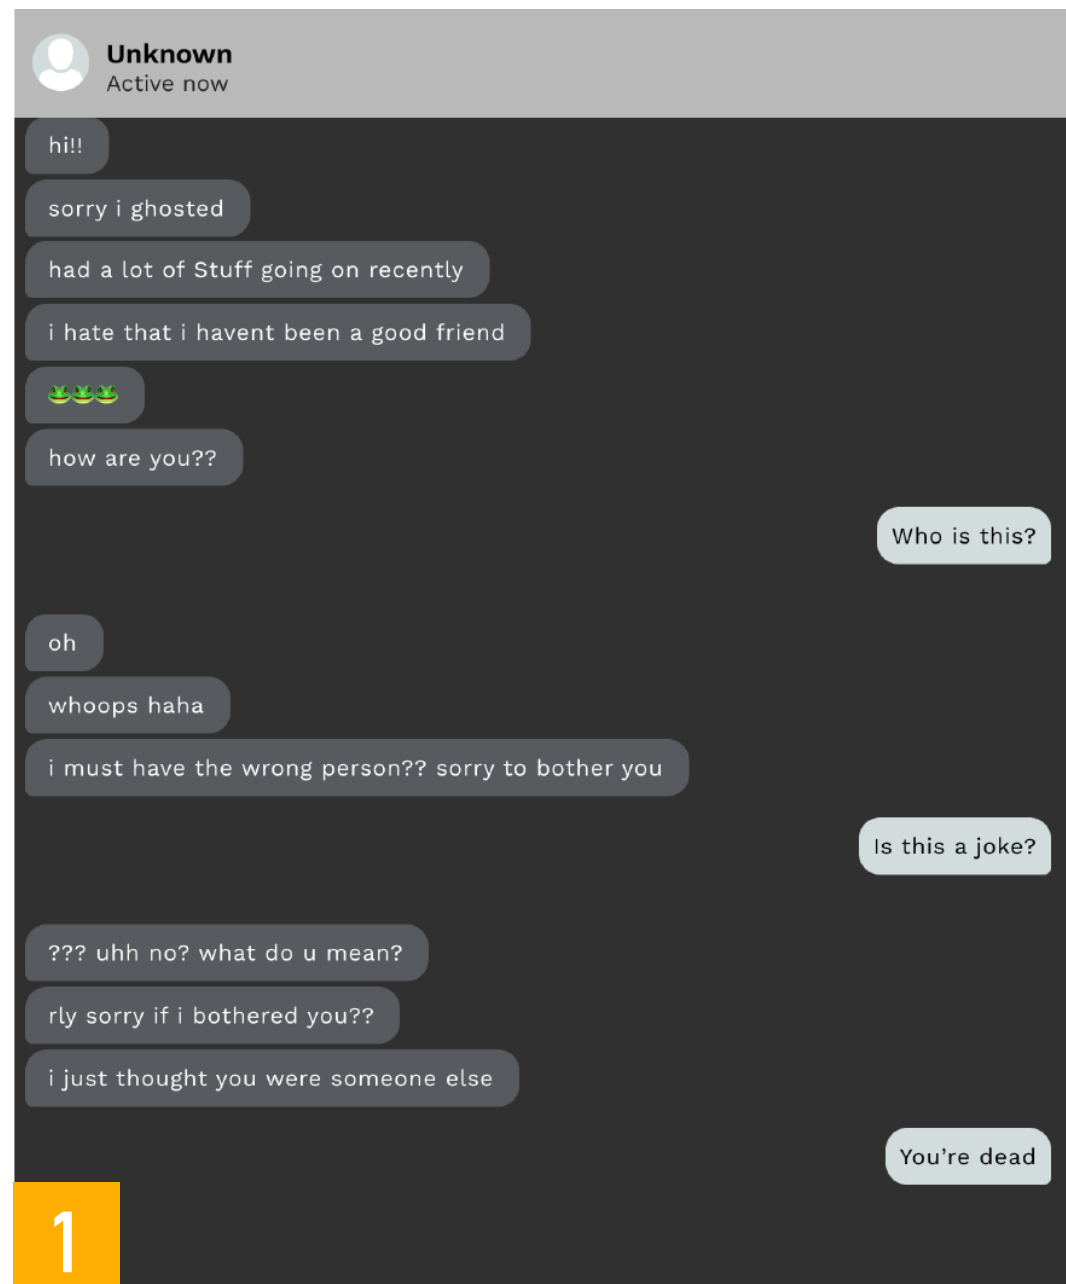 Unknown
Active now
hi!!
sorry i ghosted
had a lot of Stuff going on recently
i hate that i havent been a good friend
🐸🐸🐸
how are you??
Who is this?
oh
whoops haha
i must have the wrong person?? sorry to bother you
Is this a joke?
??? uhh no? what do u mean?
rly sorry if i bothered you??
i just thought you were someone else
You’re dead
1